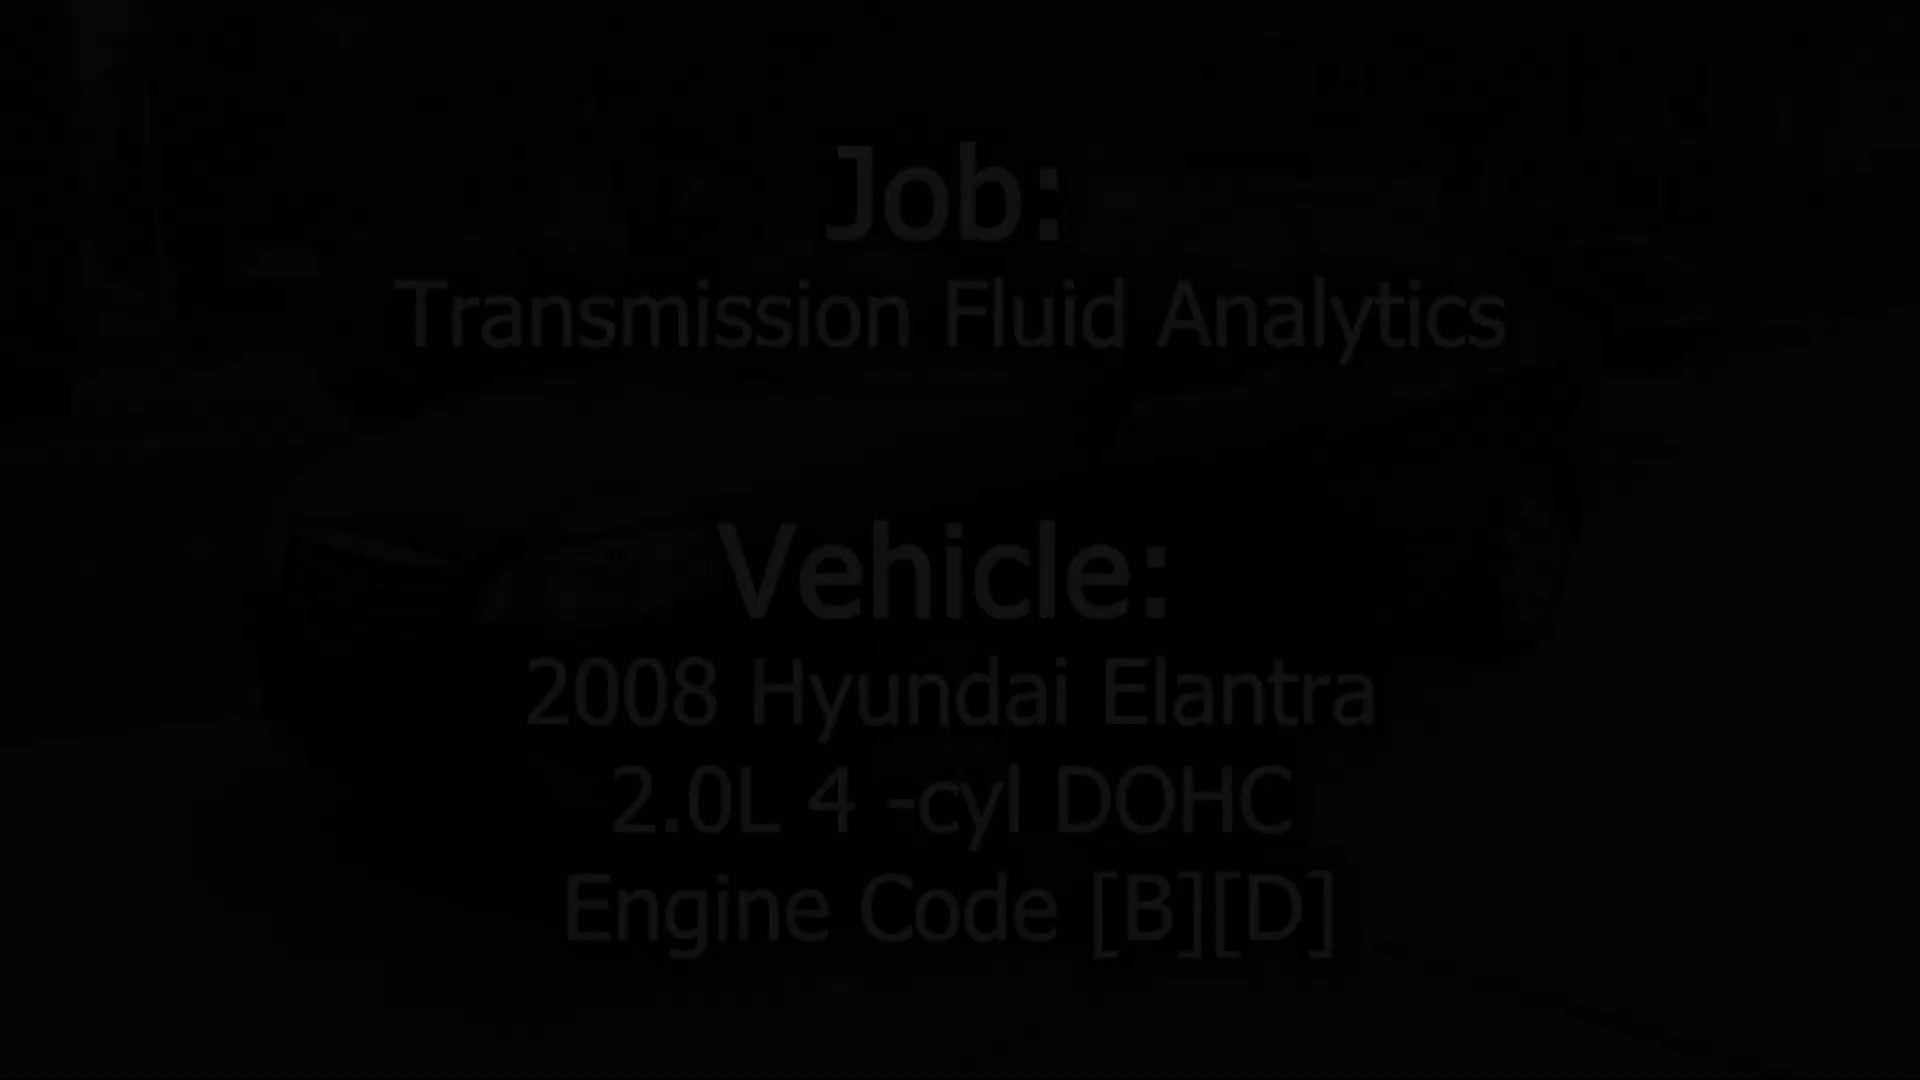 Job:
Transmission Fluid Analytics
Vehicle:
2008 Hyundai Elantra
2.0L 4 -cyl DOHC
Engine Code [B][D]